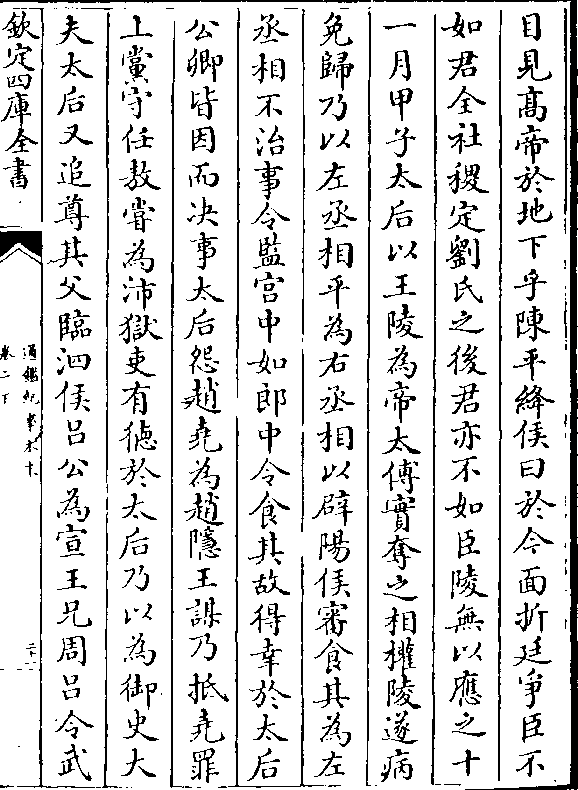 目見髙帝於地下乎陳平絳侯曰於今面折廷爭臣不
如君全社稷定劉氏之後君亦不如臣陵無以應之十
一月甲子太后以王陵為帝太傅實奪之相權陵遂病
免歸乃以左丞相平為右丞相以辟陽侯審食其為左
丞相不治事令監宫中如郎中令食其故得幸於太后
公卿皆因而决事太后怨趙堯為趙隱王謀乃抵堯罪
上黨守任敖嘗為沛獄吏有徳於太后乃以為御史大
夫太后又追尊其父臨泗侯吕公為宣王兄周吕令武
欽定四庫全書
通鑑紀事本末
卷二下